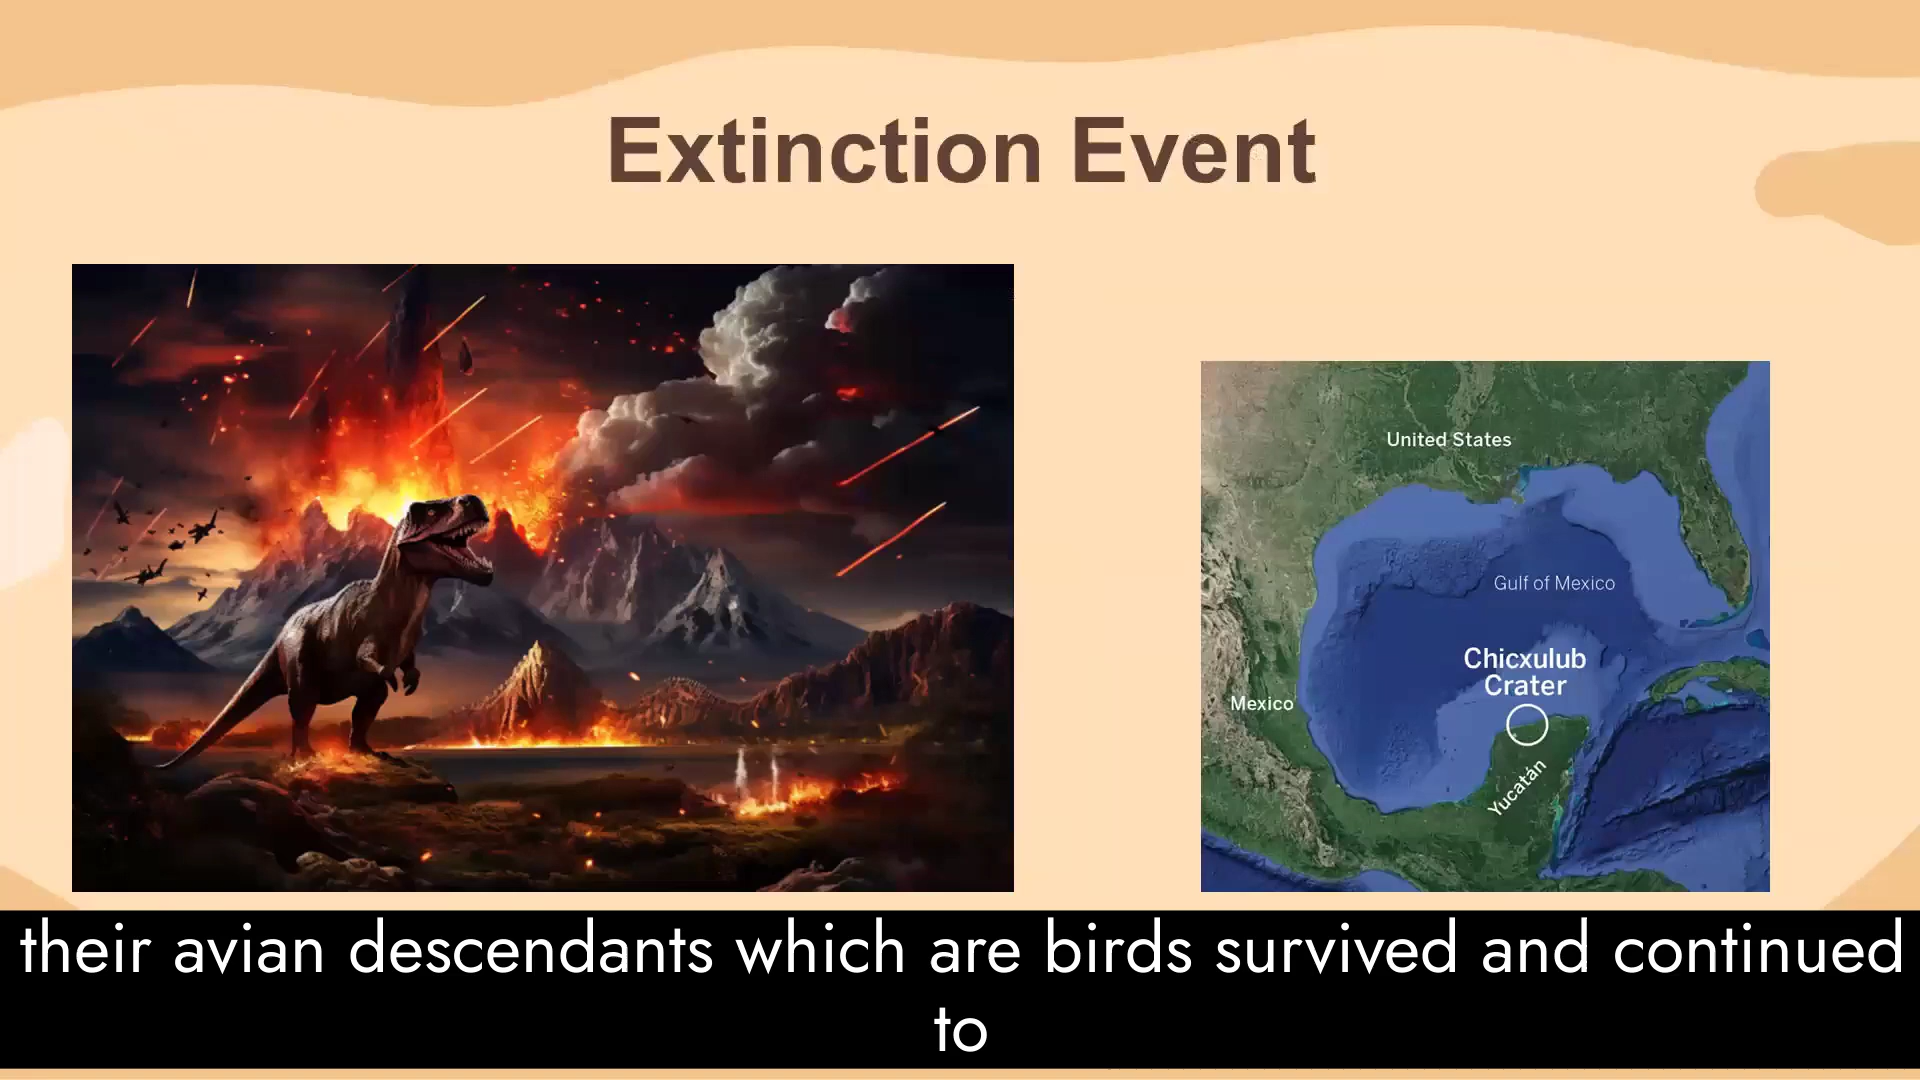 Extinction Event
United States
Gulf of Mexico
Chicxulub
Crater
Mexico
Yucatán
their avian descendants which are birds survived and continued
to